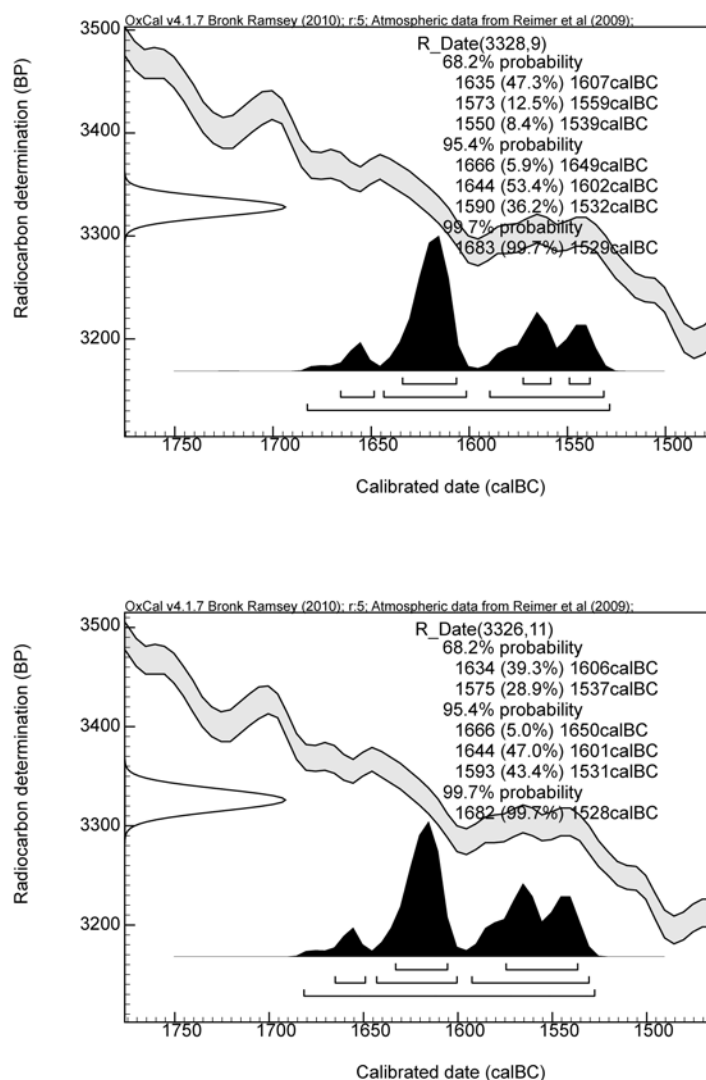 OxCal v4.1.7 Bronk Ramsey (2010); r:5; Atmospheric data from Reimer et al (2009);
R_Date(3328,9)
68.2% probability
1635 (47.3%) 1607calBC
1573 (12.5%) 1559calBC
1550 (8.4%) 1539calBC
95.4% probability
1666 (5.9%) 1649calBC
1644 (53.4%) 1602calBC
1590 (36.2%) 1532calBC
99.7% probability
1683 (99.7%) 1529calBC
Radiocarbon determination (BP)
3500
3400
3300
3200
1750 1700 1650 1600 1550 1500
Calibrated date (calBC)
OxCal v4.1.7 Bronk Ramsey (2010); r:5; Atmospheric data from Reimer et al (2009);
R_Date(3326,11)
68.2% probability
1634 (39.3%) 1606calBC
1575 (28.9%) 1537calBC
95.4% probability
1666 (5.0%) 1650calBC
1644 (47.0%) 1601calBC
1593 (43.4%) 1531calBC
99.7% probability
1682 (99.7%) 1528calBC
Radiocarbon determination (BP)
3500
3400
3300
3200
1750 1700 1650 1600 1550 1500
Calibrated date (calBC)